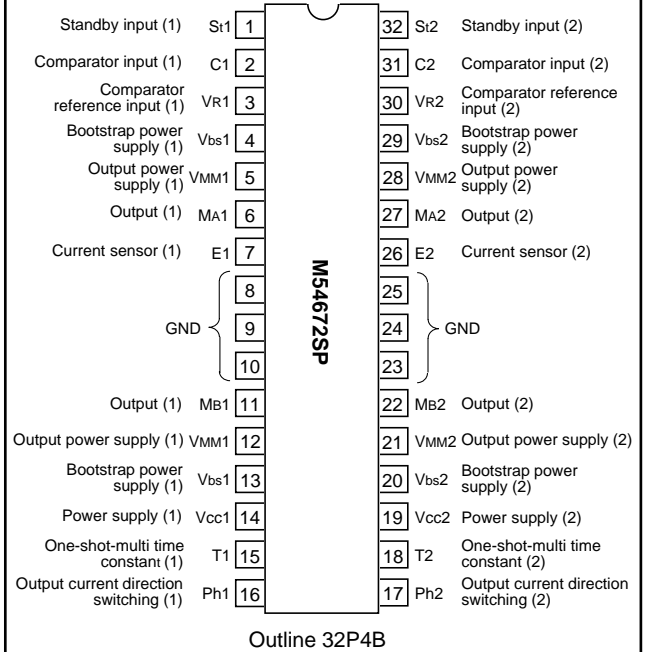 Standby input (1) St1 1 32 St2 Standby input (2)
Comparator input (1) C1 2 31 C2 Comparator input (2)
Comparator
reference input (1) VR1 3 30 VR2 Comparator reference
input (2)
Bootstrap power
supply (1) Vbs1 4 29 Vbs2 Bootstrap power
supply (2)
Output power
supply (1) VMM1 5 28 VMM2 Output power
supply (2)
Output (1) MA1 6 27 MA2 Output (2)
Current sensor (1) E1 7 26 E2 Current sensor (2)
8 25
GND 9 24 GND
10 23
M54672SP
Output (1) MB1 11 22 MB2 Output (2)
Output power supply (1) VMM1 12 21 VMM2 Output power supply (2)
Bootstrap power
supply (1) Vbs1 13 20 Vbs2 Bootstrap power
supply (2)
Power supply (1) Vcc1 14 19 Vcc2 Power supply (2)
One-shot-multi time
constant (1) T1 15 18 T2 One-shot-multi time
constant (2)
Output current direction
switching (1) Ph1 16 17 Ph2 Output current direction
switching (2)
Outline 32P4B